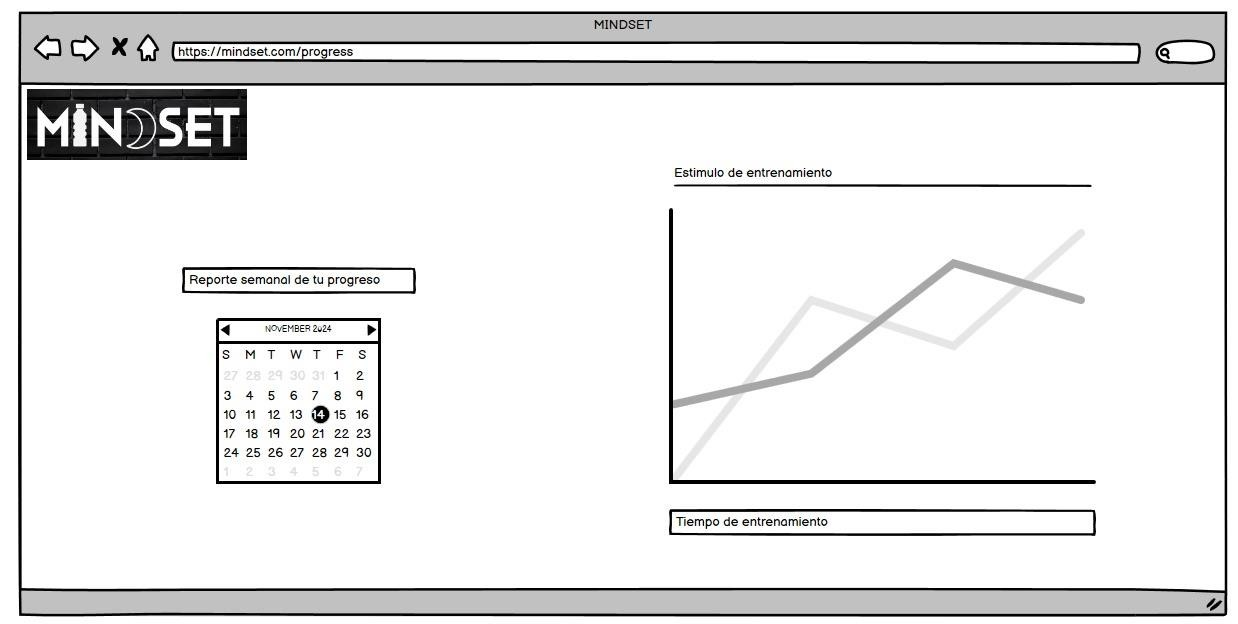 MINDSET
https://mindset.com/progress
MINDSET
Estimulo de entrenamiento
Reporte semanal de tu progreso
NOVEMBER 2024
S M T W T F S
27 28 29 30 31 1 2
3 4 5 6 7 8 9
10 11 12 13 14 15 16
17 18 19 20 21 22 23
24 25 26 27 28 29 30
1 2 3 4 5 6 7
Tiempo de entrenamiento